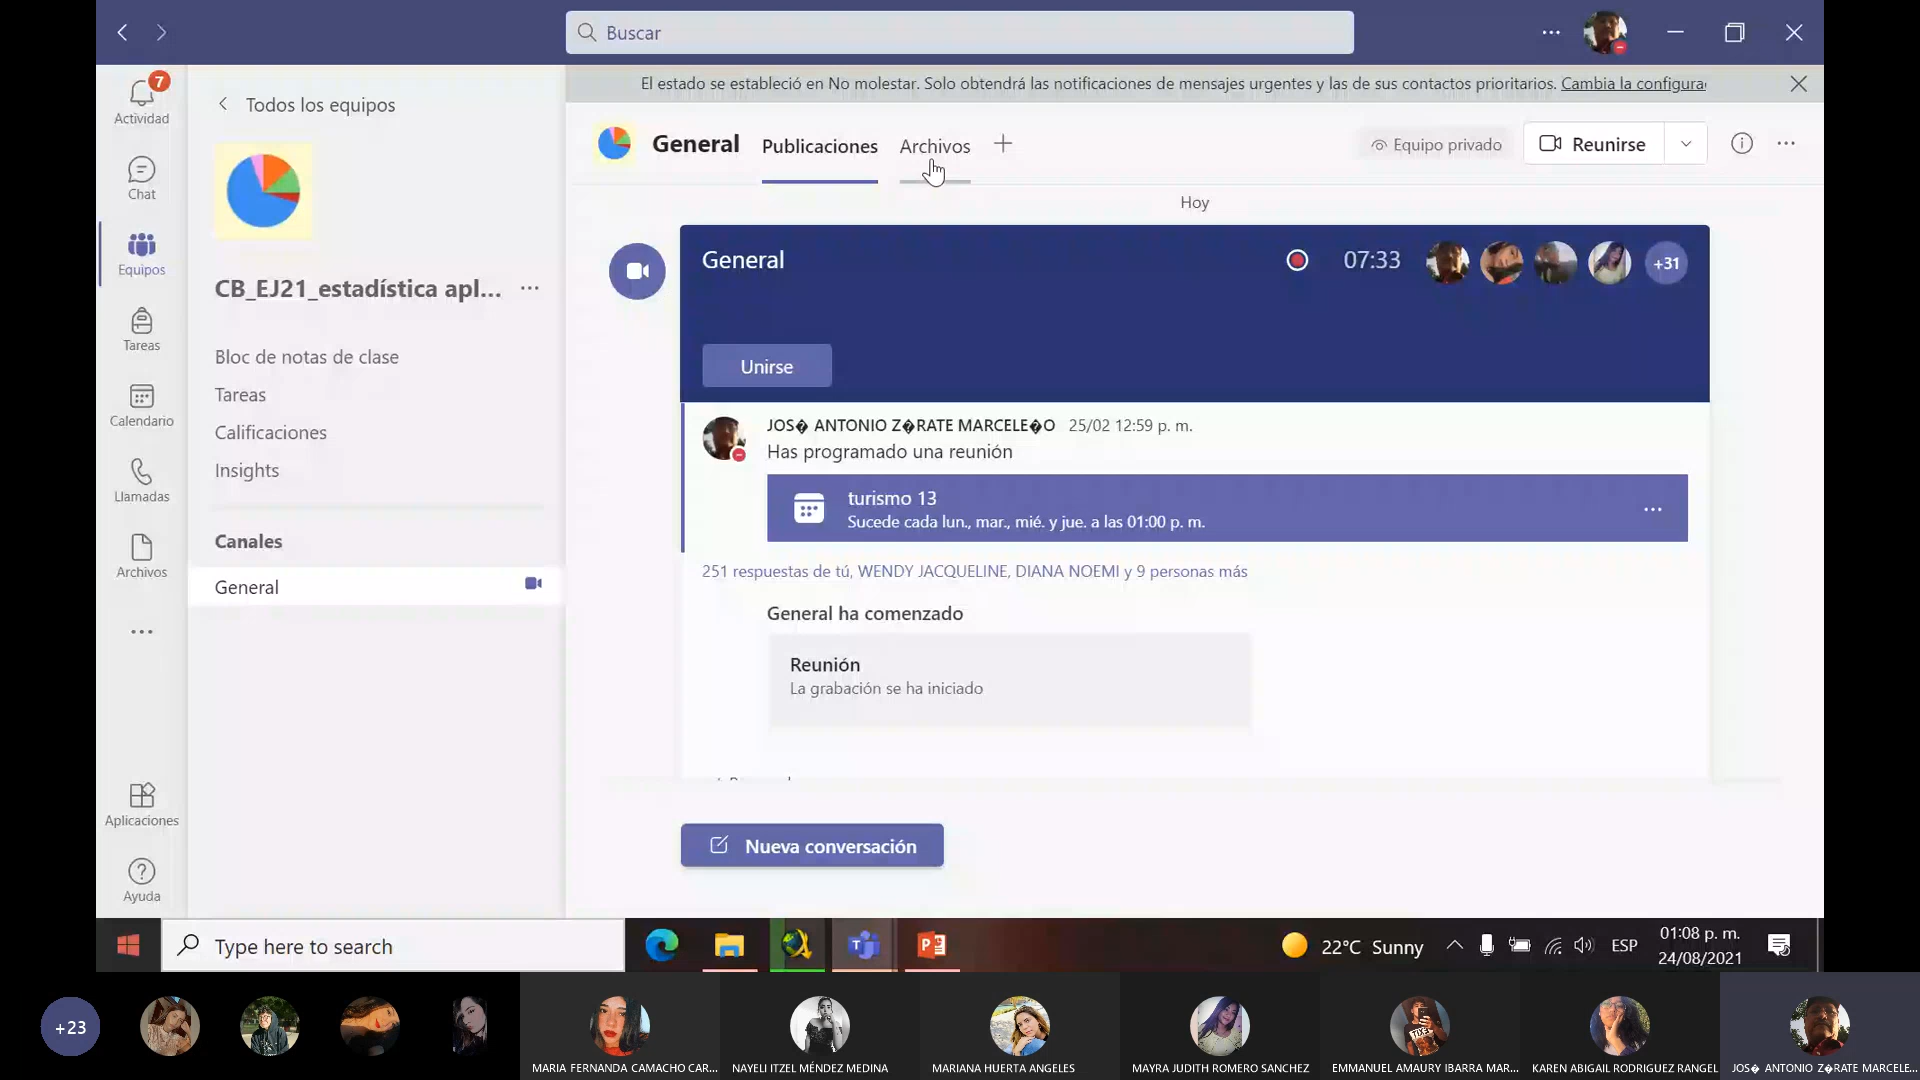 Buscar
7
Actividad
Chat
Equipos
Tareas
Calendario
Llamadas
Archivos
Aplicaciones
Ayuda
Todos los equipos
CB_EJ21_estadística apl...
Bloc de notas de clase
Tareas
Calificaciones
Insights
Canales
General
El estado se estableció en No molestar. Solo obtendrá las notificaciones de mensajes urgentes y las de sus contactos prioritarios. Cambia la configura
General
Publicaciones
Archivos
Equipo privado
Reunirse
Hoy
General
07:33
+31
Unirse
JOS� ANTONIO Z�RATE MARCELE�O 25/02 12:59 p. m.
Has programado una reunión
turismo 13
Sucede cada lun., mar., mié. y jue. a las 01:00 p. m.
251 respuestas de tú, WENDY JACQUELINE, DIANA NOEMI y 9 personas más
General ha comenzado
Reunión
La grabación se ha iniciado
Nueva conversación
Type here to search
22°C Sunny
ESP
01:08 p. m.
24/08/2021
+23
MARIA FERNANDA CAMACHO CAR...
NAYELI ITZEL MÉNDEZ MEDINA
MARIANA HUERTA ANGELES
MAYRA JUDITH ROMERO SANCHEZ
EMMANUEL AMAURY IBARRA MAR...
KAREN ABIGAIL RODRIGUEZ RANGEL
JOS� ANTONIO Z�RATE MARCELE...